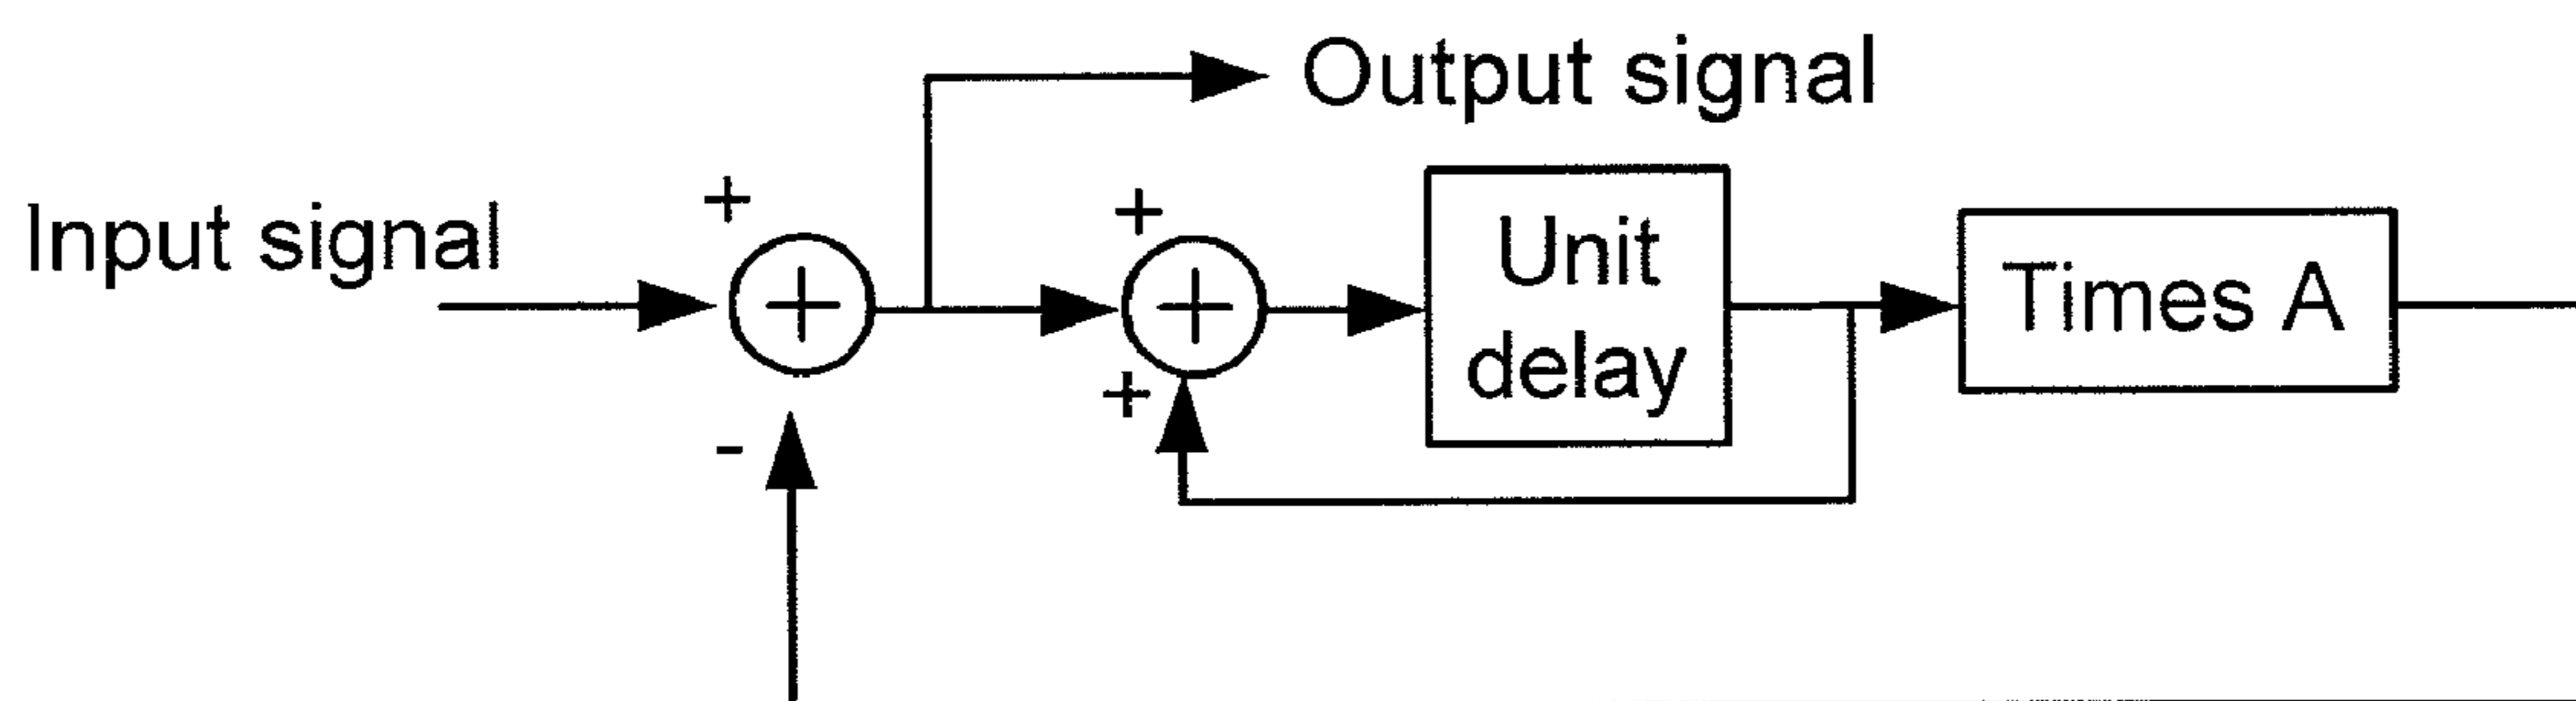 Output signal
+
+
Input signal
+
+
Unit
delay
Times A
+
-